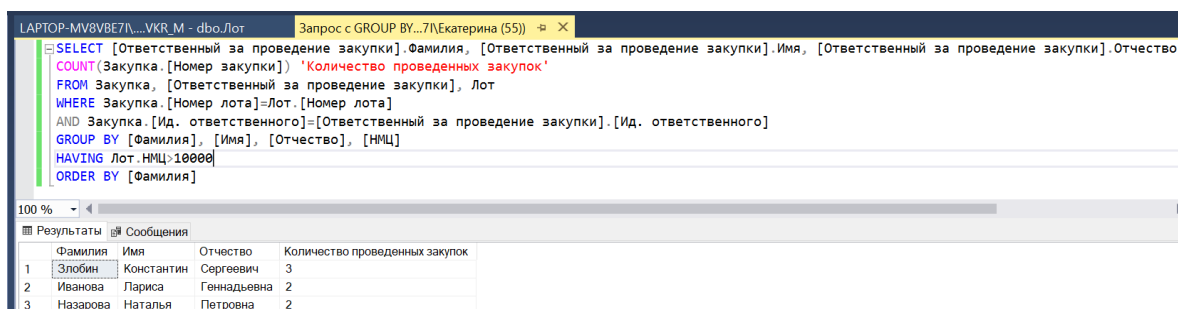 LAPTOP-MV8VBE7I\....VKR_M - dbo.Лот Запрос с GROUP BY...7I\Екатерина (55))
SELECT [Ответственный за проведение закупки].Фамилия, [Ответственный за проведение закупки].Имя, [Ответственный за проведение закупки].Отчество
COUNT(Закупка.[Номер закупки]) 'Количество проведенных закупок'
FROM Закупка, [Ответственный за проведение закупки], Лот
WHERE Закупка.[Номер лота]=Лот.[Номер лота]
AND Закупка.[Ид. ответственного]=[Ответственный за проведение закупки].[Ид. ответственного]
GROUP BY [Фамилия], [Имя], [Отчество], [НМЦ]
HAVING Лот.НМЦ>10000
ORDER BY [Фамилия]
100 %
Результаты Сообщения
Фамилия Имя Отчество Количество проведенных закупок
1 Злобин Константин Сергеевич 3
2 Иванова Лариса Геннадьевна 2
3 Назарова Наталья Петровна 2